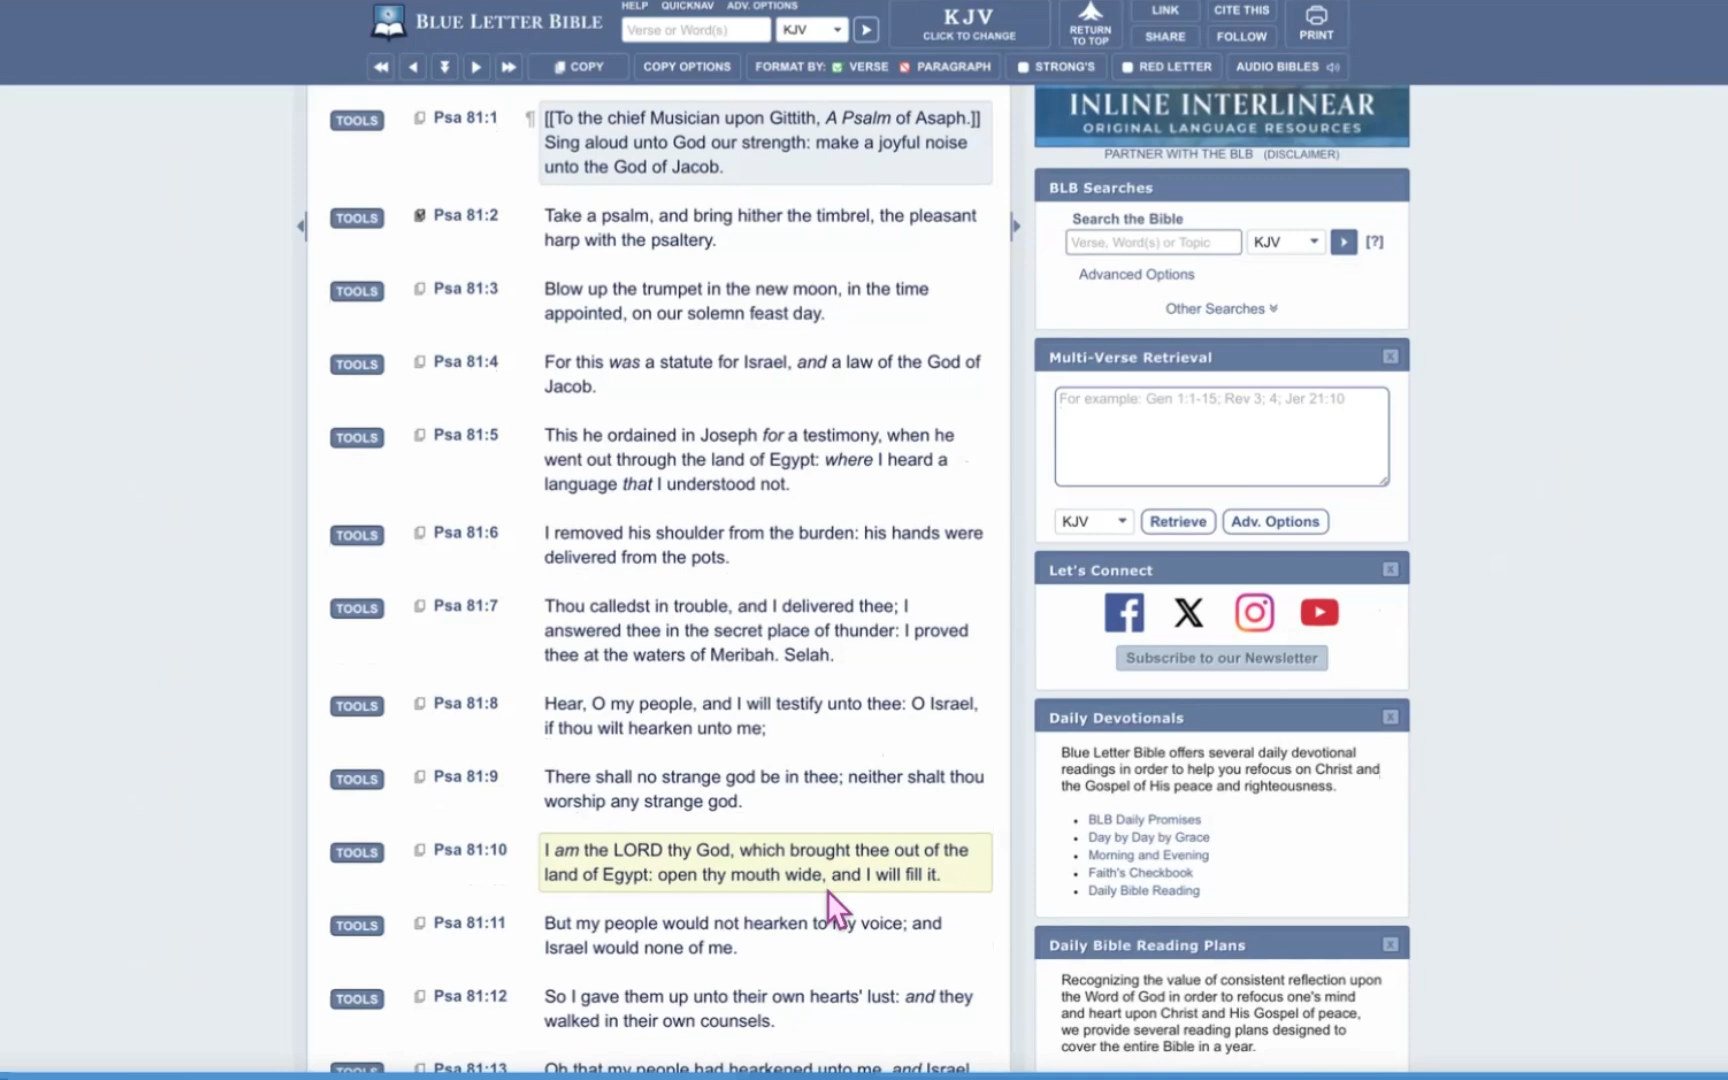 HELP QUICKNAV ADV. OPTIONS
BLUE LETTER BIBLE
Verse or Word(s)
KJV
KJV
CLICK TO CHANGE
RETURN
TO TOP
LINK
CITE THIS
SHARE
FOLLOW
PRINT
COPY
COPY OPTIONS
FORMAT BY: VERSE PARAGRAPH
STRONG'S
RED LETTER
AUDIO BIBLES
TOOLS Psa 81:1 ¶ [[To the chief Musician upon Gittith, A Psalm of Asaph.]]
Sing aloud unto God our strength: make a joyful noise
unto the God of Jacob.
TOOLS Psa 81:2 Take a psalm, and bring hither the timbrel, the pleasant
harp with the psaltery.
TOOLS Psa 81:3 Blow up the trumpet in the new moon, in the time
appointed, on our solemn feast day.
TOOLS Psa 81:4 For this was a statute for Israel, and a law of the God of
Jacob.
TOOLS Psa 81:5 This he ordained in Joseph for a testimony, when he
went out through the land of Egypt: where I heard a
language that I understood not.
TOOLS Psa 81:6 I removed his shoulder from the burden: his hands were
delivered from the pots.
TOOLS Psa 81:7 Thou calledst in trouble, and I delivered thee; I
answered thee in the secret place of thunder: I proved
thee at the waters of Meribah. Selah.
TOOLS Psa 81:8 Hear, O my people, and I will testify unto thee: O Israel,
if thou wilt hearken unto me;
TOOLS Psa 81:9 There shall no strange god be in thee; neither shalt thou
worship any strange god.
TOOLS Psa 81:10 I am the LORD thy God, which brought thee out of the
land of Egypt: open thy mouth wide, and I will fill it.
TOOLS Psa 81:11 But my people would not hearken to my voice; and
Israel would none of me.
TOOLS Psa 81:12 So I gave them up unto their own hearts' lust: and they
walked in their own counsels.
TOOLS Psa 81:13 Oh that my people had hearkened unto me, and Israel
INLINE INTERLINEAR
ORIGINAL LANGUAGE RESOURCES
PARTNER WITH THE BLB (DISCLAIMER)
BLB Searches
Search the Bible
Verse, Word(s) or Topic KJV [?]
Advanced Options
Other Searches
Multi-Verse Retrieval x
For example: Gen 1:1-15; Rev 3; 4; Jer 21:10
KJV Retrieve Adv. Options
Let's Connect x
Subscribe to our Newsletter
Daily Devotionals x
Blue Letter Bible offers several daily devotional
readings in order to help you refocus on Christ and
the Gospel of His peace and righteousness.
• BLB Daily Promises
• Day by Day by Grace
• Morning and Evening
• Faith's Checkbook
• Daily Bible Reading
Daily Bible Reading Plans x
Recognizing the value of consistent reflection upon
the Word of God in order to refocus one's mind
and heart upon Christ and His Gospel of peace,
we provide several reading plans designed to
cover the entire Bible in a year.